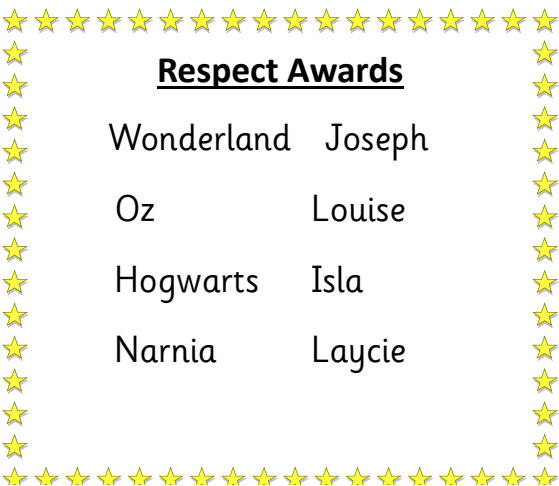 Respect Awards
Wonderland Joseph
Oz Louise
Hogwarts Isla
Narnia Laycie